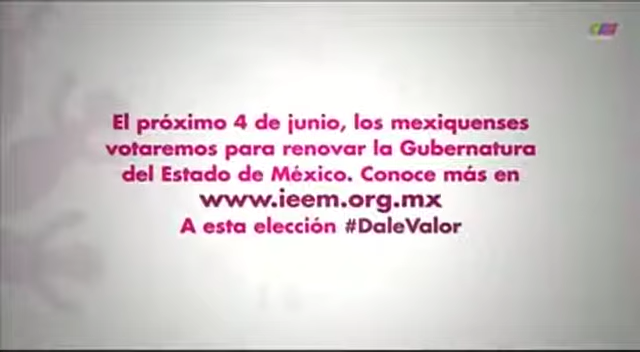 El próximo 4 de junio, los mexiquenses
votaremos para renovar la Gubernatura
del Estado de México. Conoce más en
www.ieem.org.mx
A esta elección #DaleValor